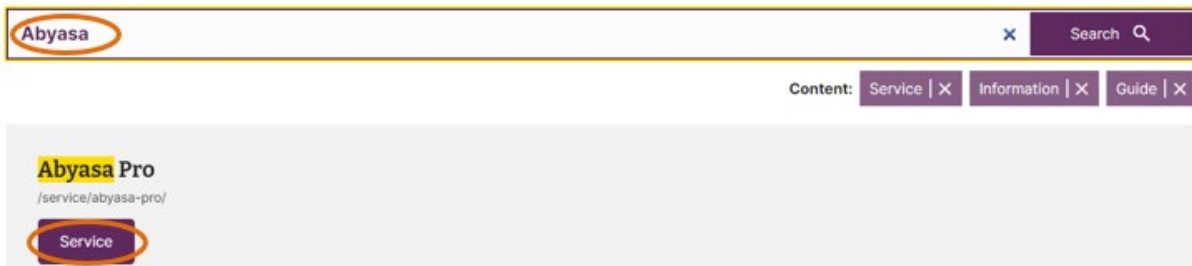 Abyasa
Search
Content: Service Information Guide
Abyasa Pro
/service/abyasa-pro/
Service